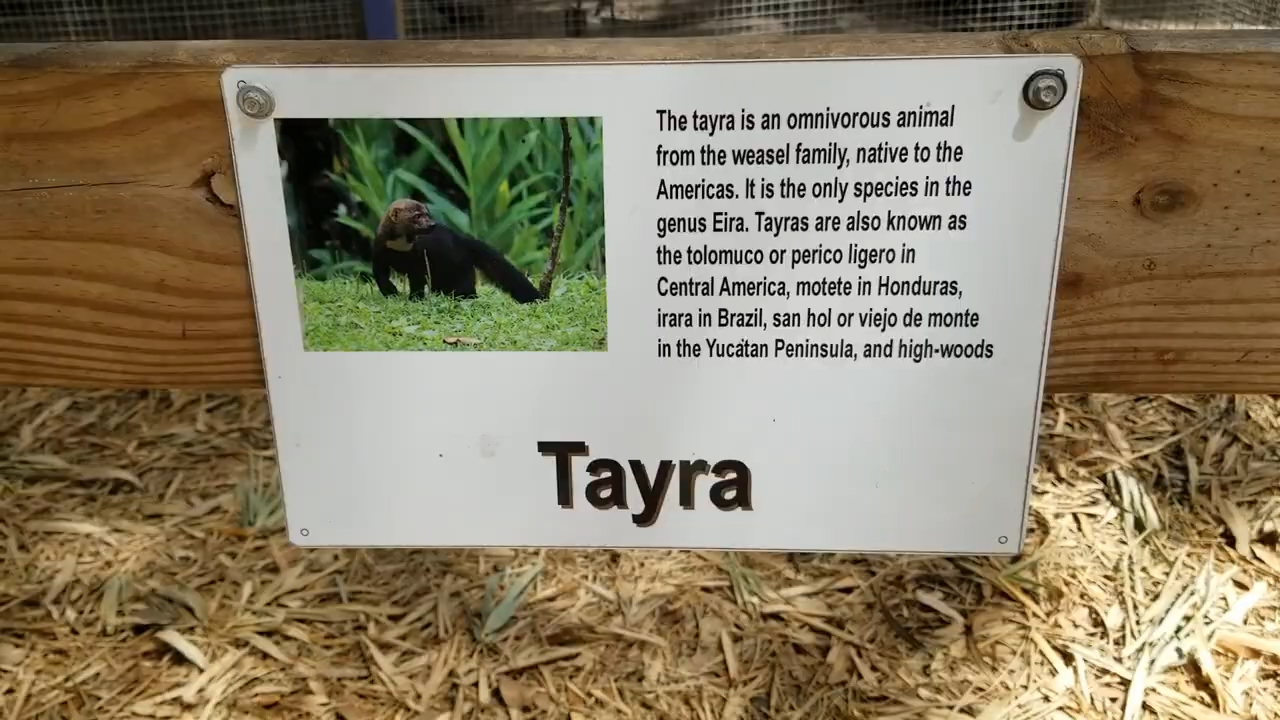 The tayra is an omnivorous animal
from the weasel family, native to the
Americas. It is the only species in the
genus Eira. Tayras are also known as
the tolomuco or perico ligero in
Central America, motete in Honduras,
irara in Brazil, san hol or viejo de monte
in the Yucatan Peninsula, and high-woods
Tayra